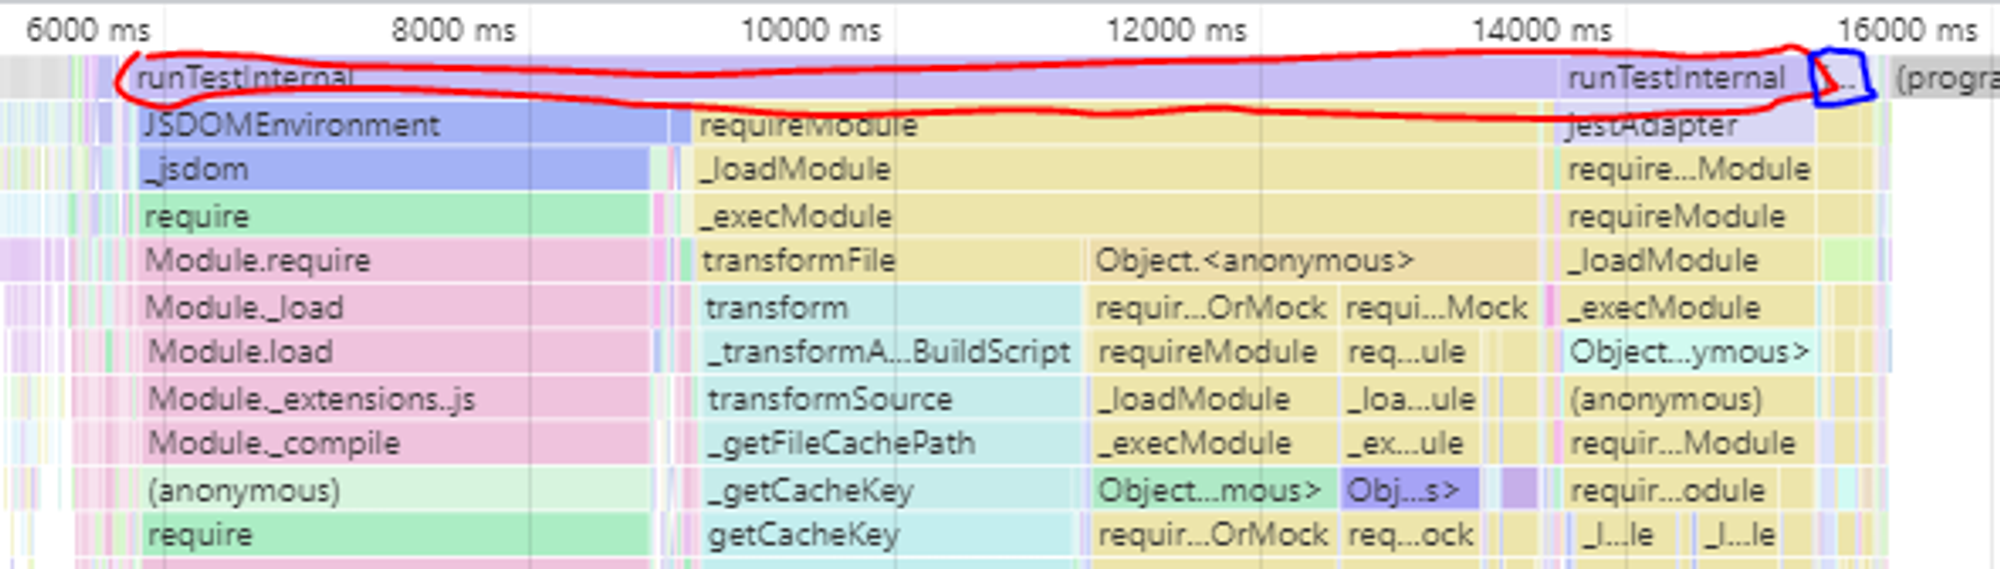 6000 ms 8000 ms 10000 ms 12000 ms 14000 ms 16000 ms
runTestInternal runTestInternal ... (progra
JSDOMEnvironment requireModule jestAdapter
_jsdom _loadModule require...Module
require _execModule requireModule
Module.require transformFile Object.<anonymous> _loadModule
Module._load transform requir...OrMock requi...Mock _execModule
Module.load _transformA...BuildScript requireModule req...ule Object...ymous>
Module._extensions..js transformSource _loadModule _loa...ule (anonymous)
Module._compile _getFileCachePath _execModule _ex...ule requir...Module
(anonymous) _getCacheKey Object...mous> Obj...s> requir...odule
require getCacheKey requir...OrMock req...ock _l...le _l...le